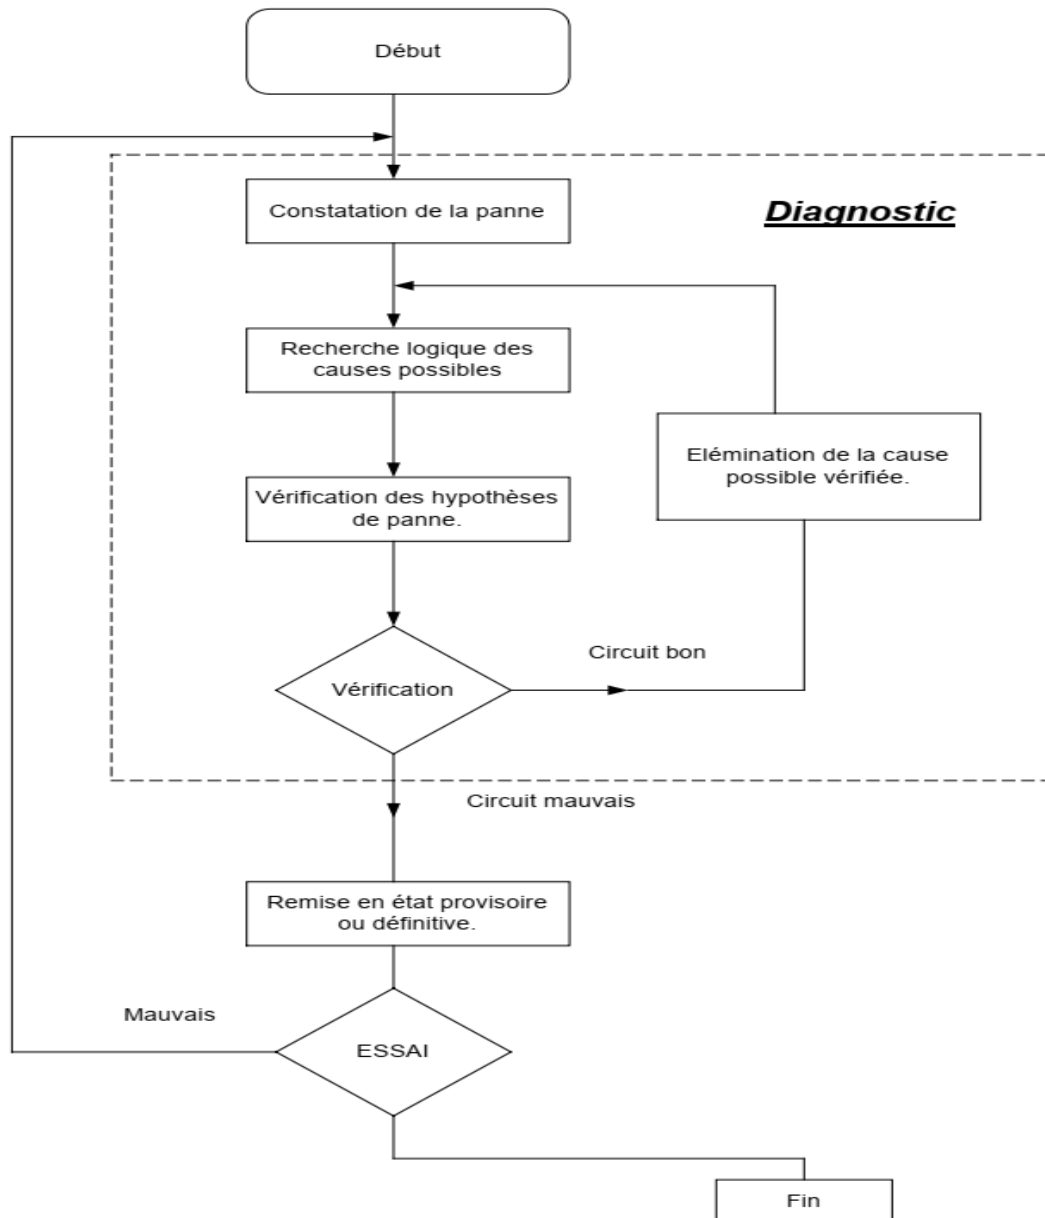 Début
Constatation de la panne
Diagnostic
Recherche logique des
causes possibles
Elémination de la cause
possible vérifiée.
Vérification des hypothèses
de panne.
Circuit bon
Vérification
Circuit mauvais
Remise en état provisoire
ou définitive.
Mauvais
ESSAI
Fin